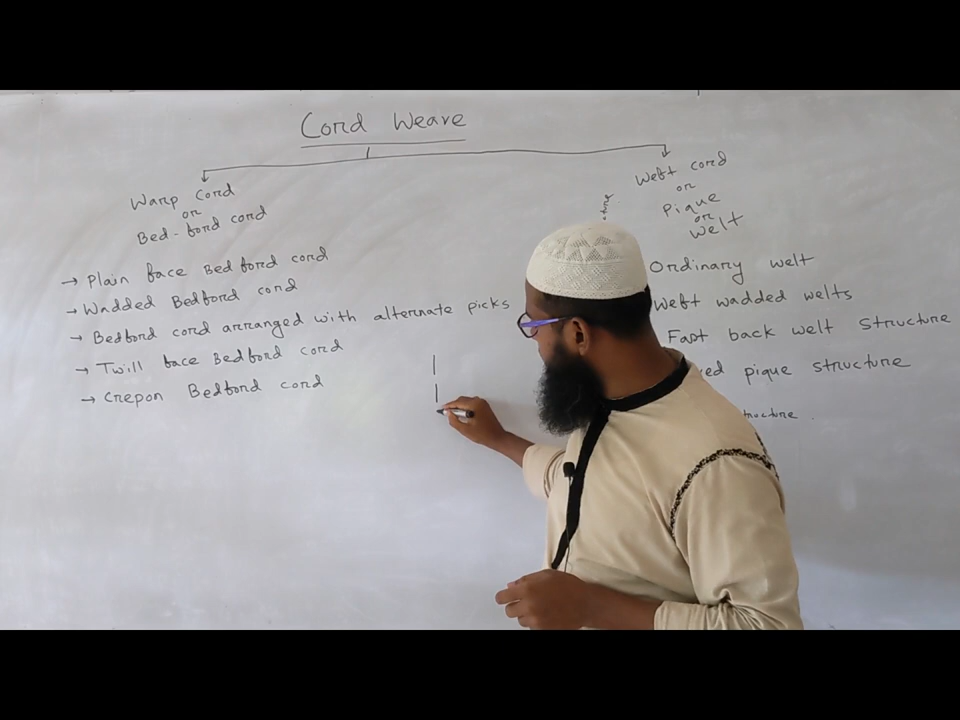 Cord Weave
Warp Cord
or
Bed-ford cord
→ Plain face Bedford cord
→ Wadded Bedford cord
→ Bedford cord arranged with alternate picks
→ Twill face Bedford cord
→ Crepon Bedford cord
Weft cord
or
Pique
or
Welt
Ordinary welt
Weft wadded welts
Fast back welt structure
pique structure
structure.